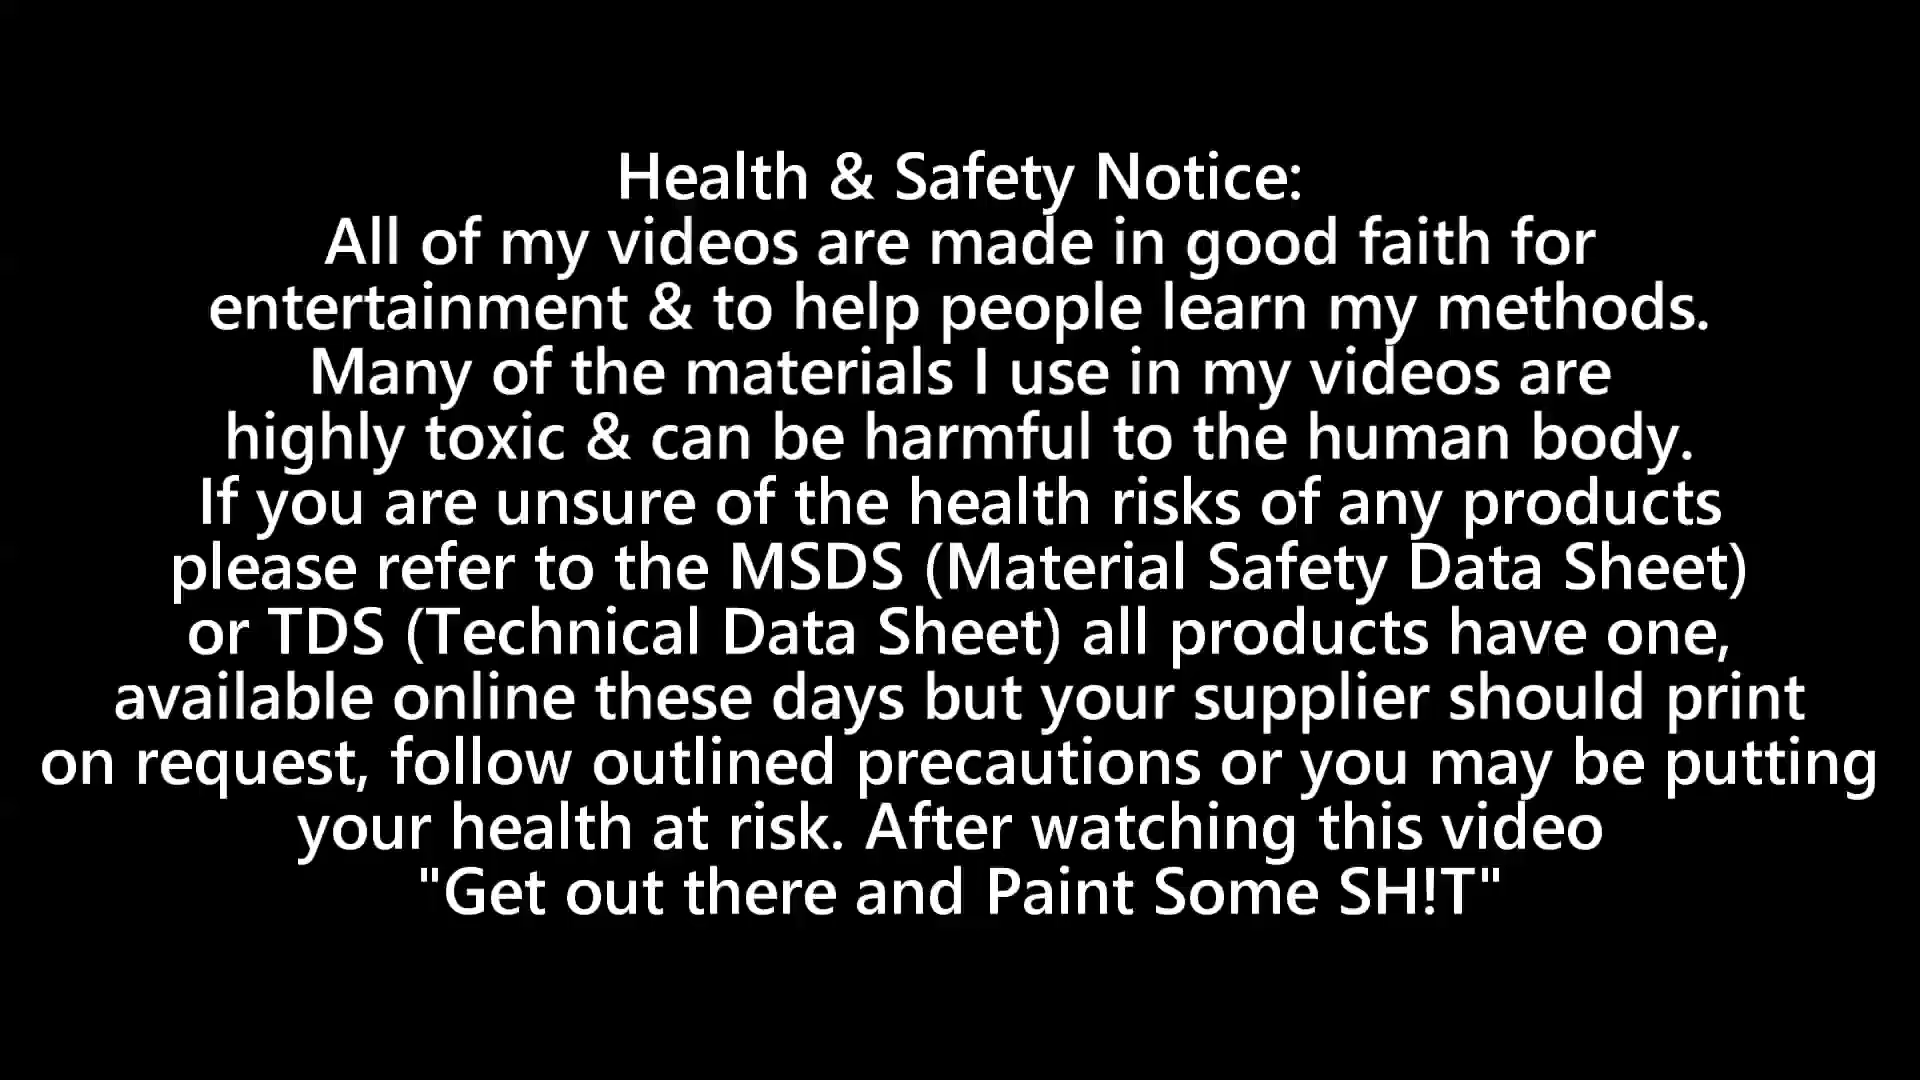 Health & Safety Notice:
All of my videos are made in good faith for
entertainment & to help people learn my methods.
Many of the materials I use in my videos are
highly toxic & can be harmful to the human body.
If you are unsure of the health risks of any products
please refer to the MSDS (Material Safety Data Sheet)
or TDS (Technical Data Sheet) all products have one,
available online these days but your supplier should print
on request, follow outlined precautions or you may be putting
your health at risk. After watching this video
"Get out there and Paint Some SH!T"